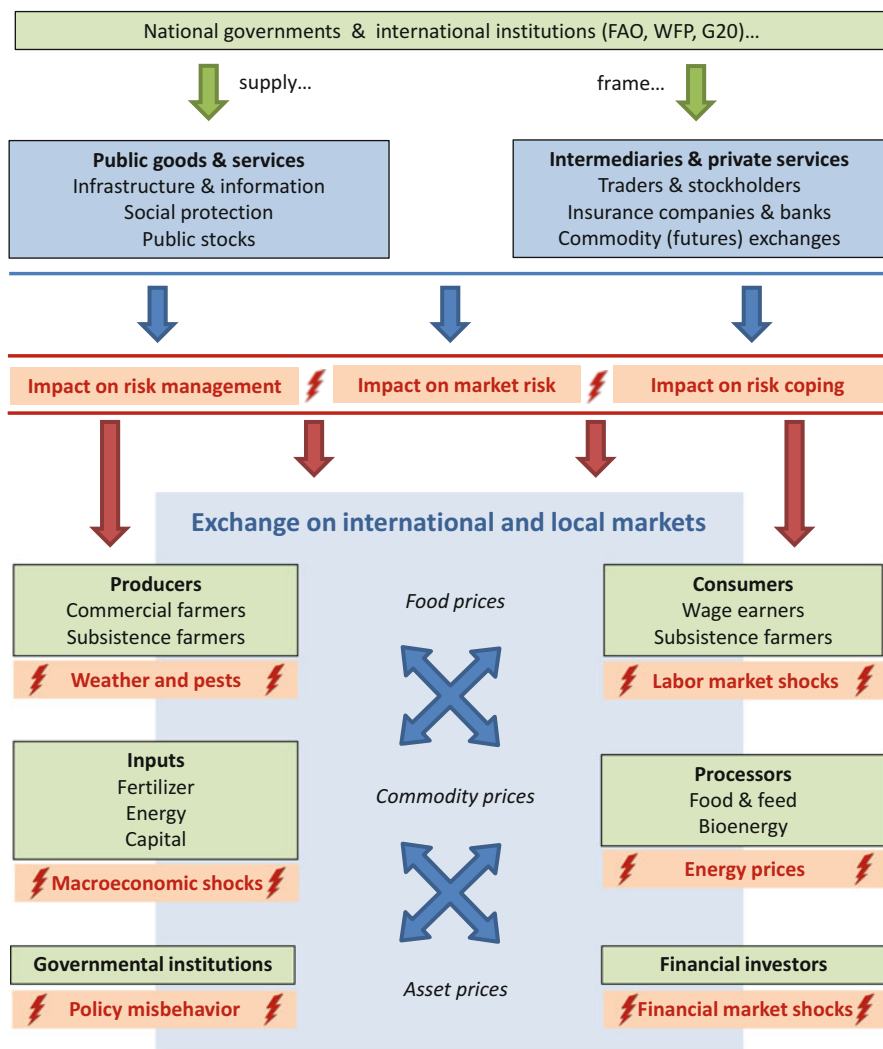 National governments & international institutions (FAO, WFP, G20)...
supply...
frame...
Public goods & services
Infrastructure & information
Social protection
Public stocks
Intermediaries & private services
Traders & stockholders
Insurance companies & banks
Commodity (futures) exchanges
Impact on risk management
Impact on market risk
Impact on risk coping
Exchange on international and local markets
Producers
Commercial farmers
Subsistence farmers
Weather and pests
Food prices
Consumers
Wage earners
Subsistence farmers
Labor market shocks
Inputs
Fertilizer
Energy
Capital
Macroeconomic shocks
Commodity prices
Processors
Food & feed
Bioenergy
Energy prices
Governmental institutions
Policy misbehavior
Asset prices
Financial investors
Financial market shocks